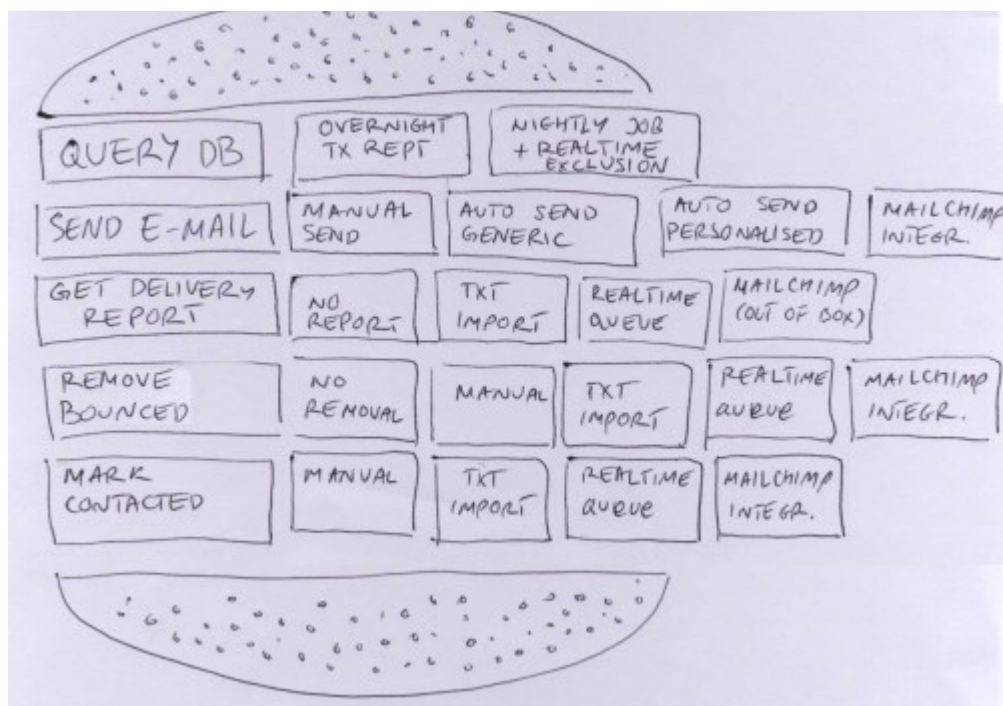 QUERY DB
OVERNIGHT
TX REPT
NIGHTLY JOB
+ REALTIME
EXCLUSION
SEND E-MAIL
MANUAL
SEND
AUTO SEND
GENERIC
AUTO SEND
PERSONALISED
MAILCHIMP
INTEGR.
GET DELIVERY
REPORT
NO
REPORT
TXT
IMPORT
REALTIME
QUEUE
MAILCHIMP
(OUT OF BOX)
REMOVE
BOUNCED
NO
REMOVAL
MANUAL
TXT
IMPORT
REALTIME
QUEUE
MAILCHIMP
INTEGR.
MARK
CONTACTED
MANUAL
TXT
IMPORT
REALTIME
QUEUE
MAILCHIMP
INTEGR.